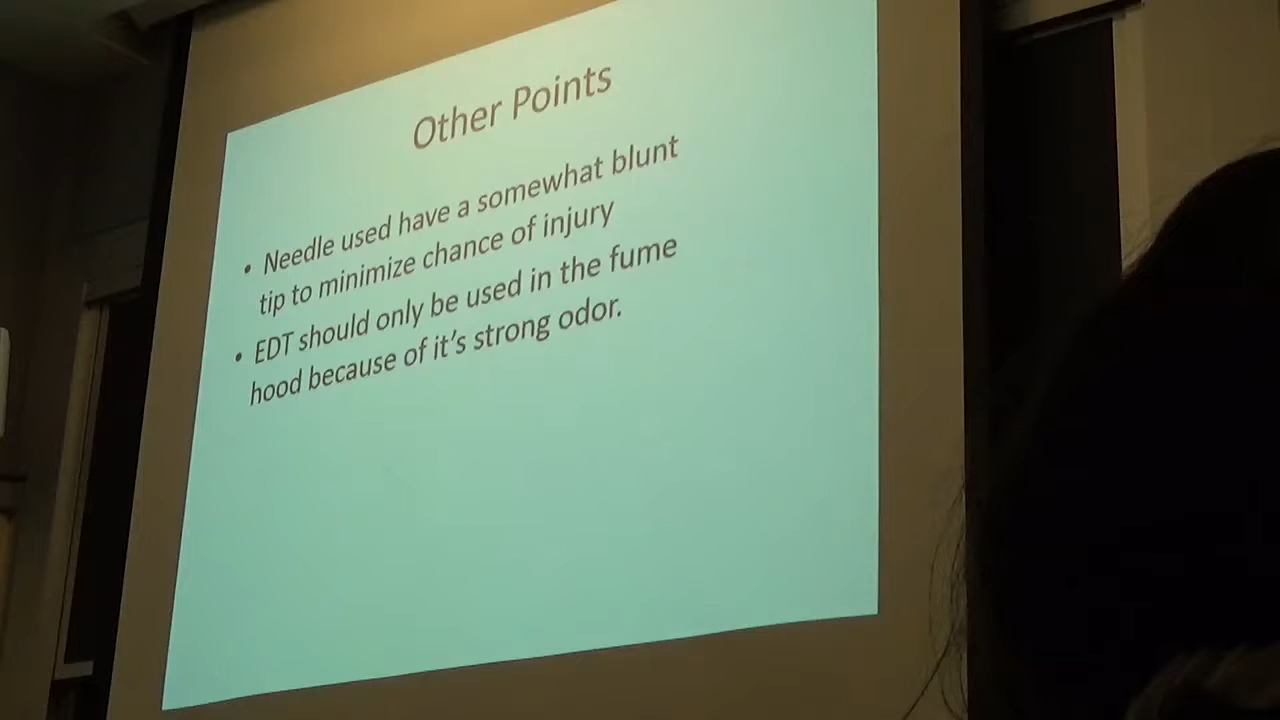 Other Points
• Needle used have a somewhat blunt
tip to minimize chance of injury
• EDT should only be used in the fume
hood because of it's strong odor.